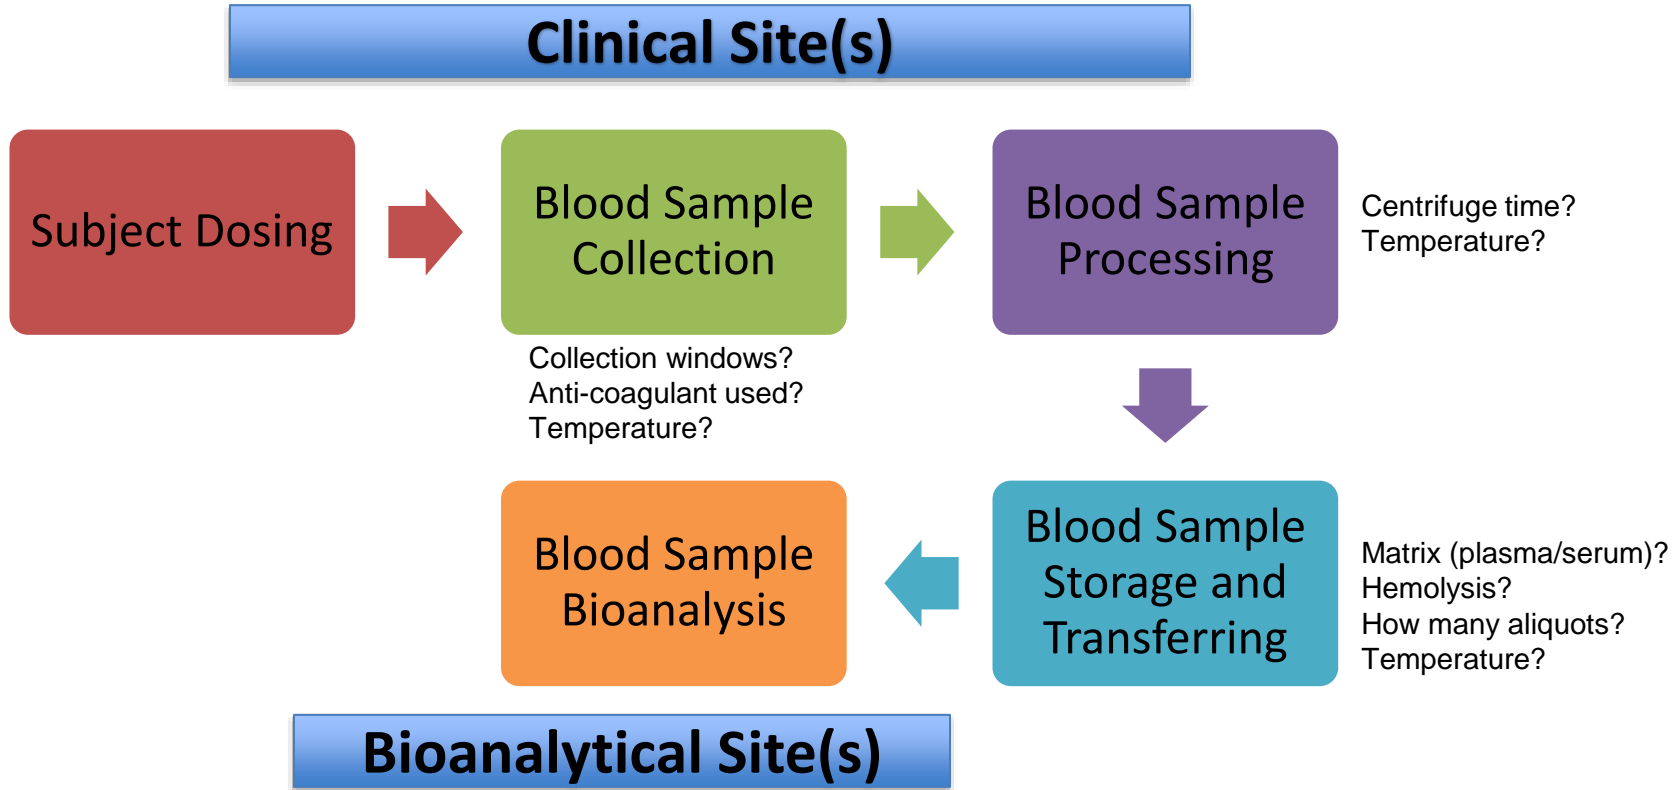 Clinical Site(s)
Subject Dosing
Blood Sample
Collection
Blood Sample
Processing
Centrifuge time?
Temperature?
Collection windows?
Anti-coagulant used?
Temperature?
Blood Sample
Bioanalysis
Blood Sample
Storage and
Transferring
Matrix (plasma/serum)?
Hemolysis?
How many aliquots?
Temperature?
Bioanalytical Site(s)